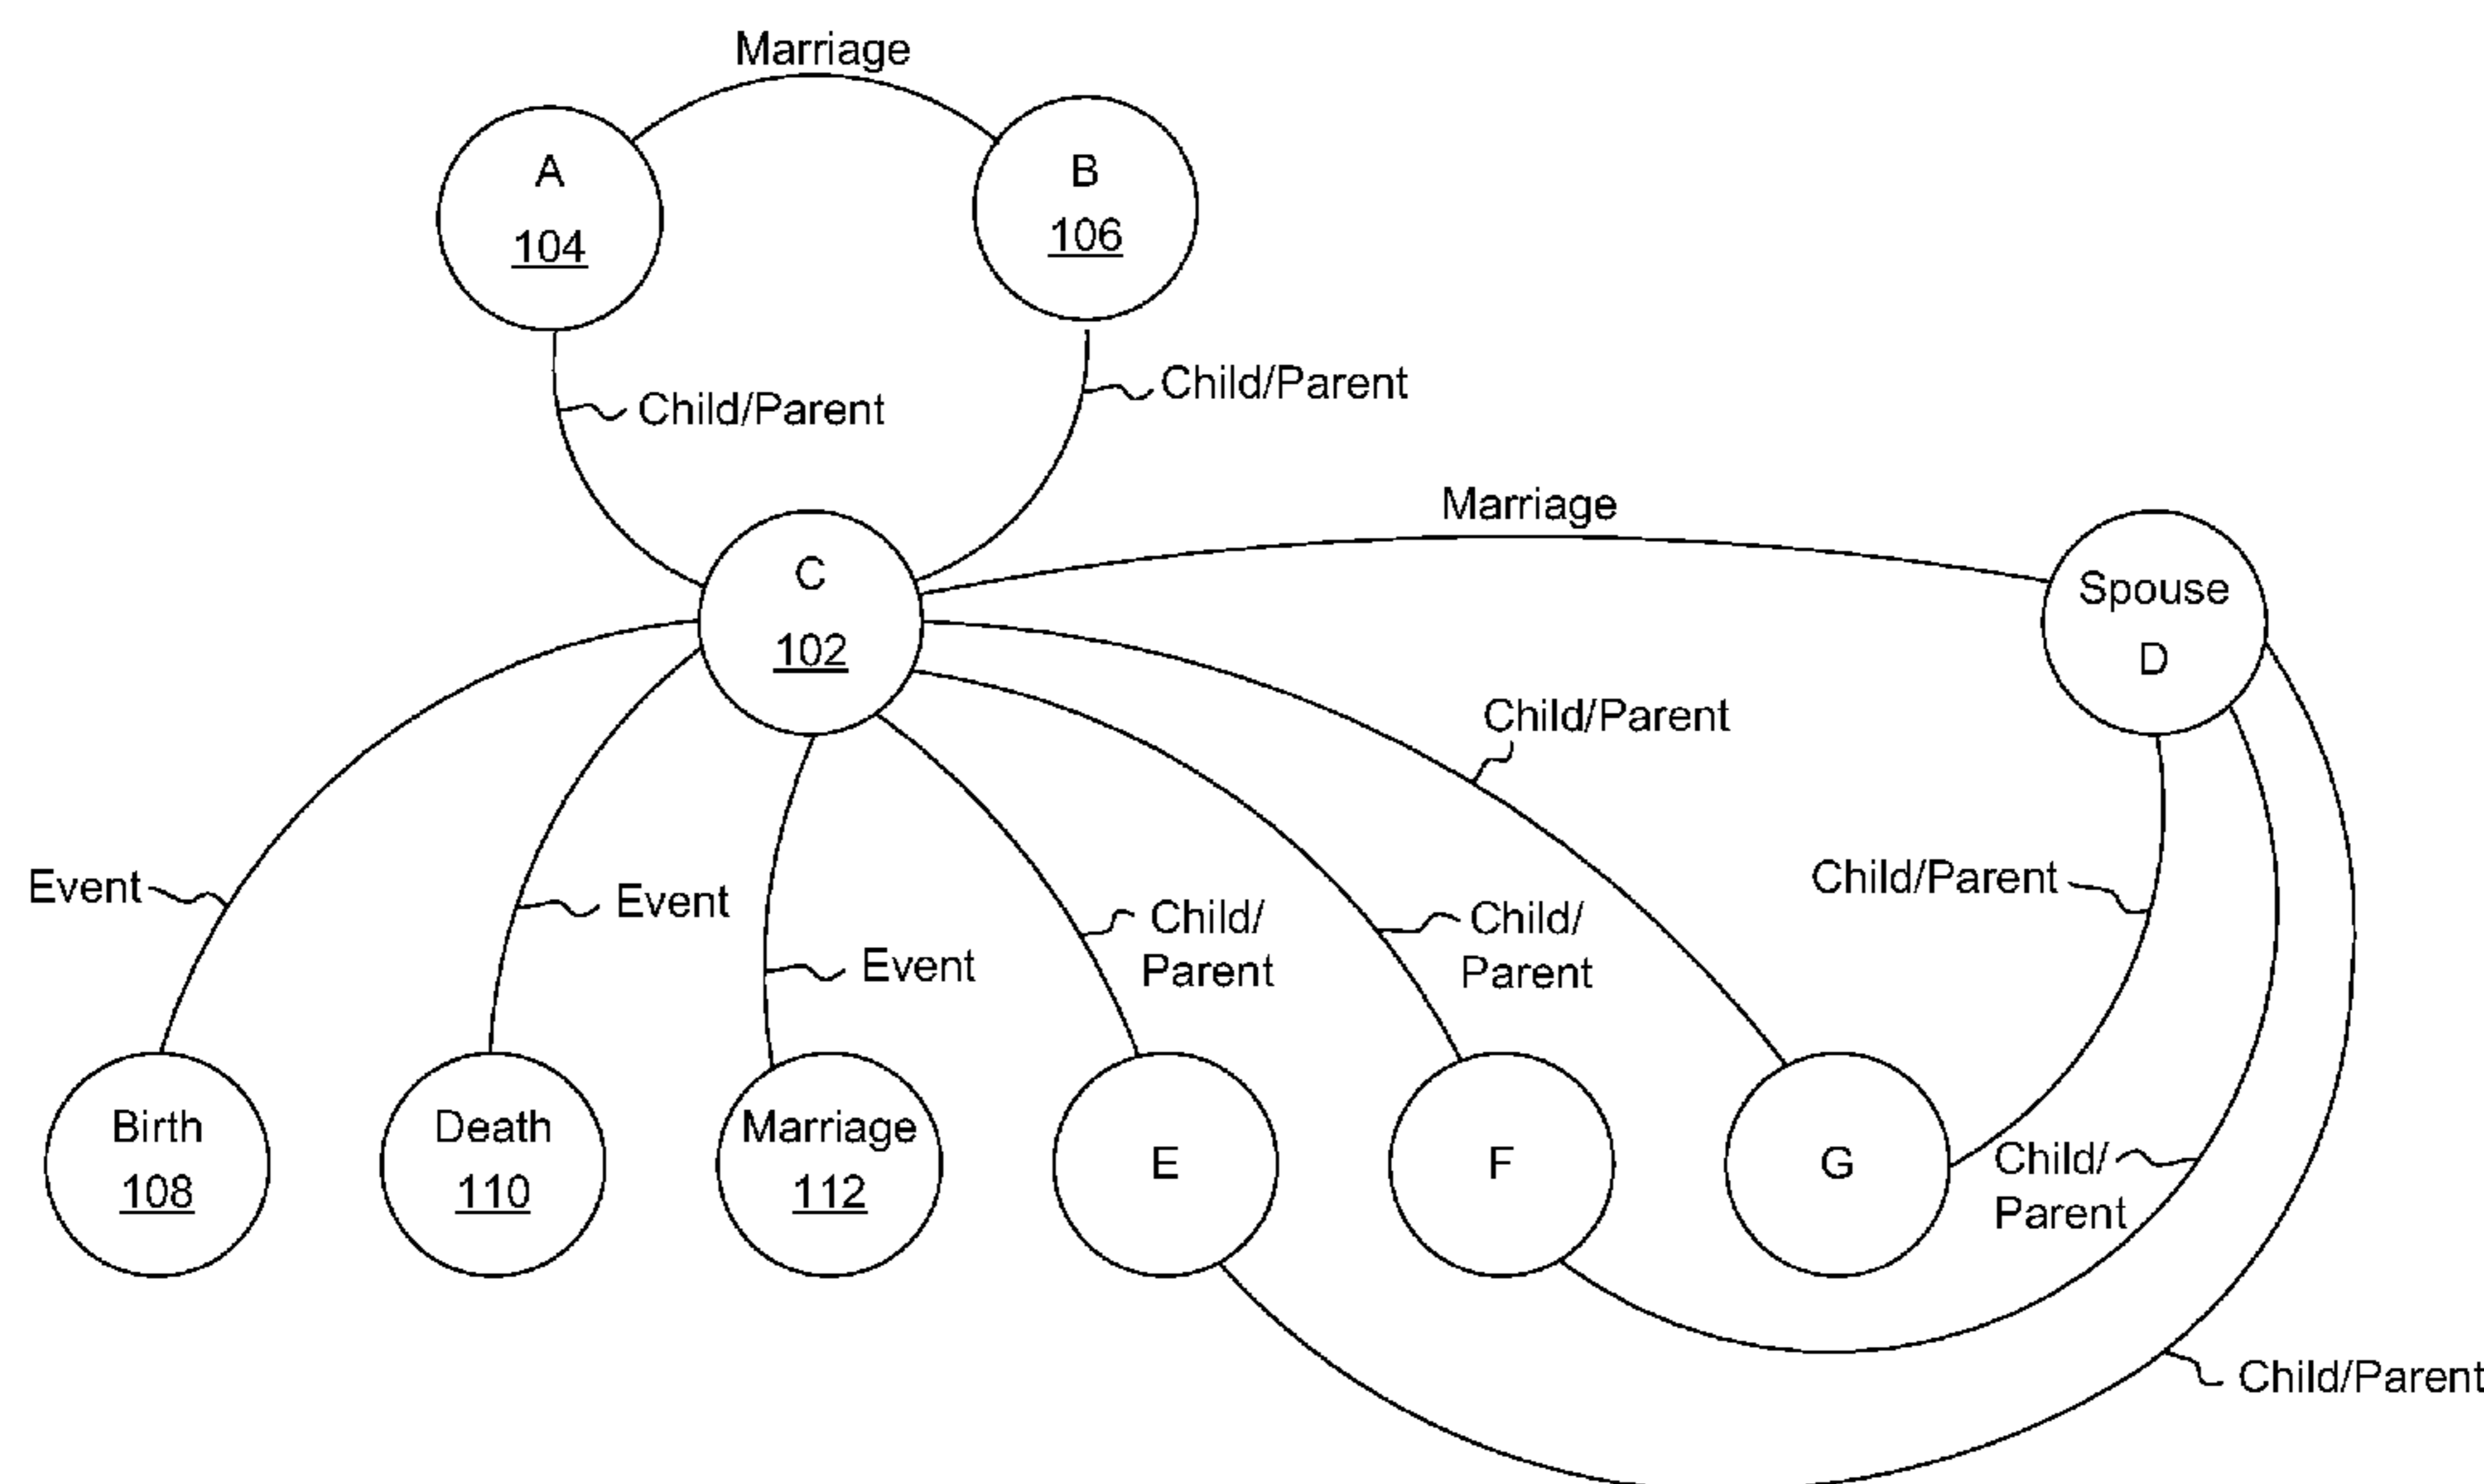 Marriage
A
104
B
106
Child/Parent
Child/Parent
Marriage
C
102
Spouse
D
Child/Parent
Event
Event
Event
Child/
Parent
Child/
Parent
Child/Parent
Birth
108
Death
110
Marriage
112
E
F
G
Child/
Parent
Child/Parent